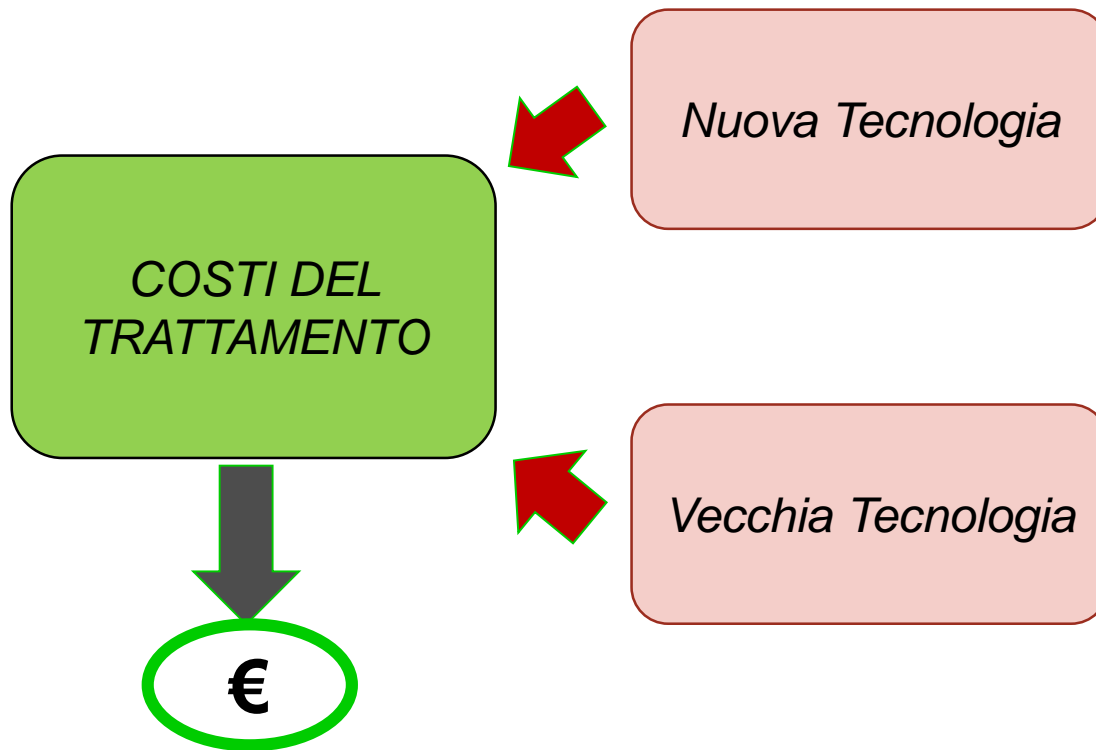 Nuova Tecnologia
COSTI DEL
TRATTAMENTO
Vecchia Tecnologia
€